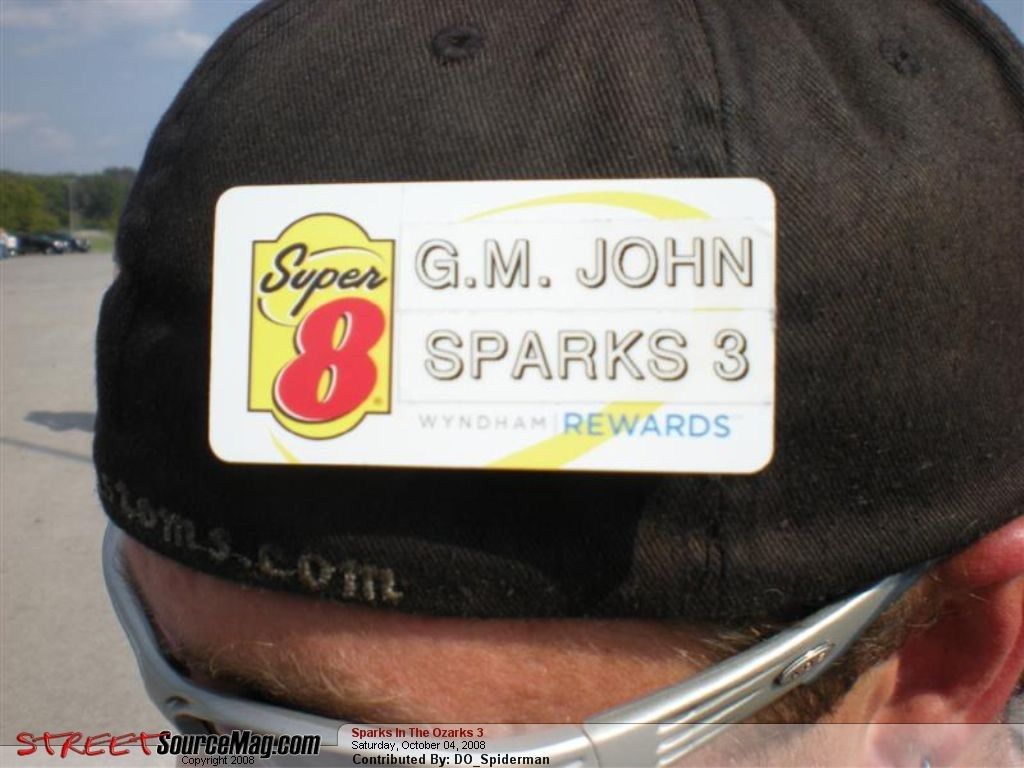 Super
8
G.M. JOHN
SPARKS 3
WYNDHAM | REWARDS™
STREETSourceMag.com
Copyright 2008
Sparks In The Ozarks 3
Saturday, October 04, 2008
Contributed By: DO_Spiderman